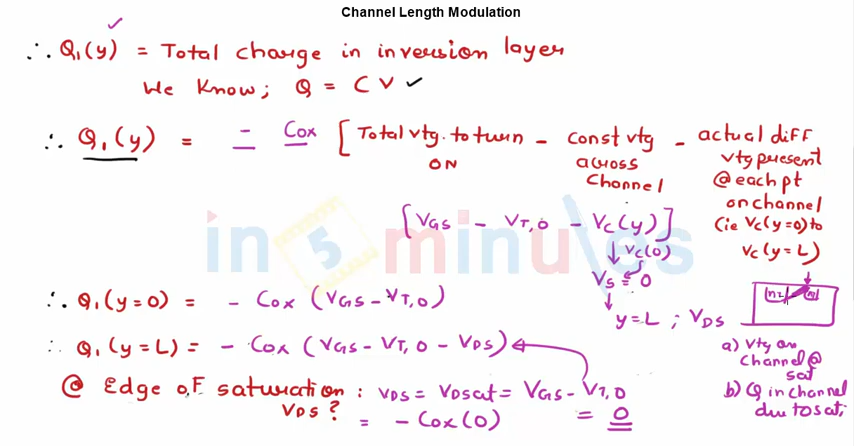 Channel Length Modulation
∴ Q₁(y) = Total charge in inversion layer
We Know; Q = C V ✓
∴ Q₁(y) = - Cox [Total vtg. to turn ON - const vtg across channel - actual diff vtg present @ each pt on channel (ie Vc(y=0) to Vc(y=L)]
[VGS - VT,0 - Vc(y)]
↓ Vc(0)
Vs = 0
↓
y=L ; VDS
in 5 minutes
∴ Q₁(y=0) = - Cox (VGS - VT,0)
∴ Q₁(y=L) = - Cox (VGS - VT,0 - VDS)
@ Edge of saturation : VDS = VDsat = VGS - VT,0
VDS?
= - Cox(0) = 0
a) Vtg on channel @ sat
b) Q in channel due to sat.